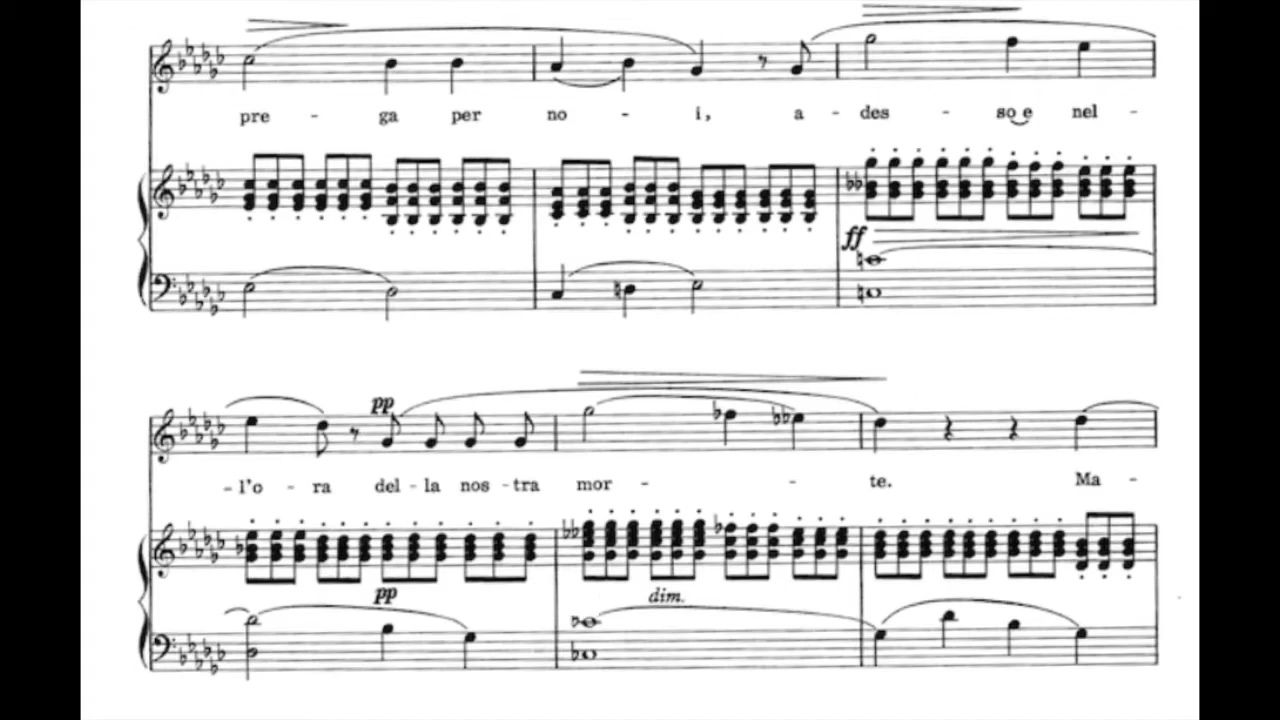 pre - ga per no - i, a - des - so e nel -
ff
pp
- l'o - ra del - la nos - tra mor - - te. Ma -
pp
dim.